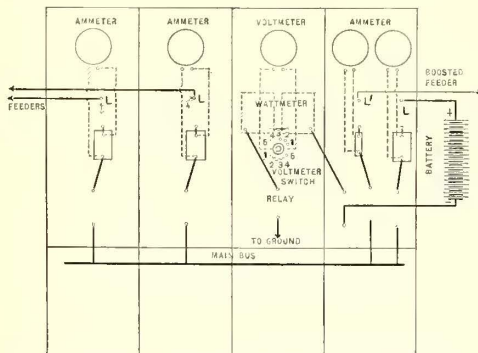 AMMETER
AMMETER
VOLTMETER
AMMETER
BOOSTED
FEEDER
FEEDERS
L
L
L'
L
WATTMETER
VOLTMETER
SWITCH
RELAY
BATTERY
TO GROUND
MAIN BUS